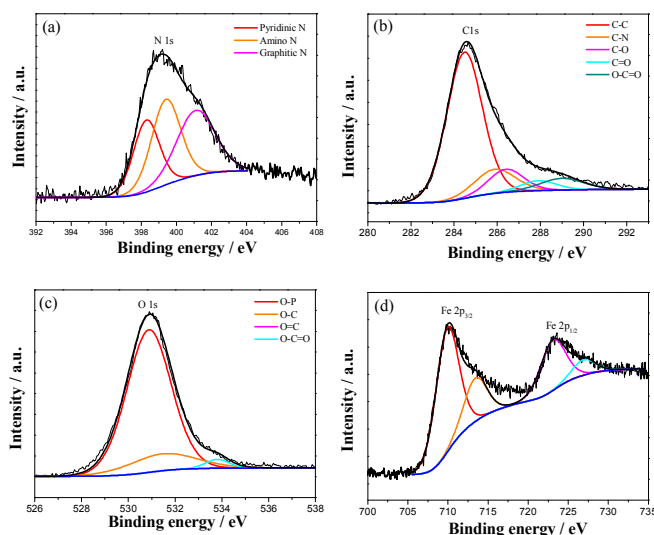 (a)
N 1s
Pyridinic N
Amino N
Graphitic N
Intensity / a.u.
392 394 396 398 400 402 404 406 408
Binding energy / eV
(b)
C1s
C-C
C-N
C-O
C=O
O-C=O
Intensity / a.u.
280 282 284 286 288 290 292
Binding energy / eV
(c)
O 1s
O-P
O-C
O=C
O-C=O
Intensity / a.u.
526 528 530 532 534 536 538
Binding energy / eV
(d)
Fe 2p3/2
Fe 2p1/2
Intensity / a.u.
700 705 710 715 720 725 730 735
Binding energy / eV